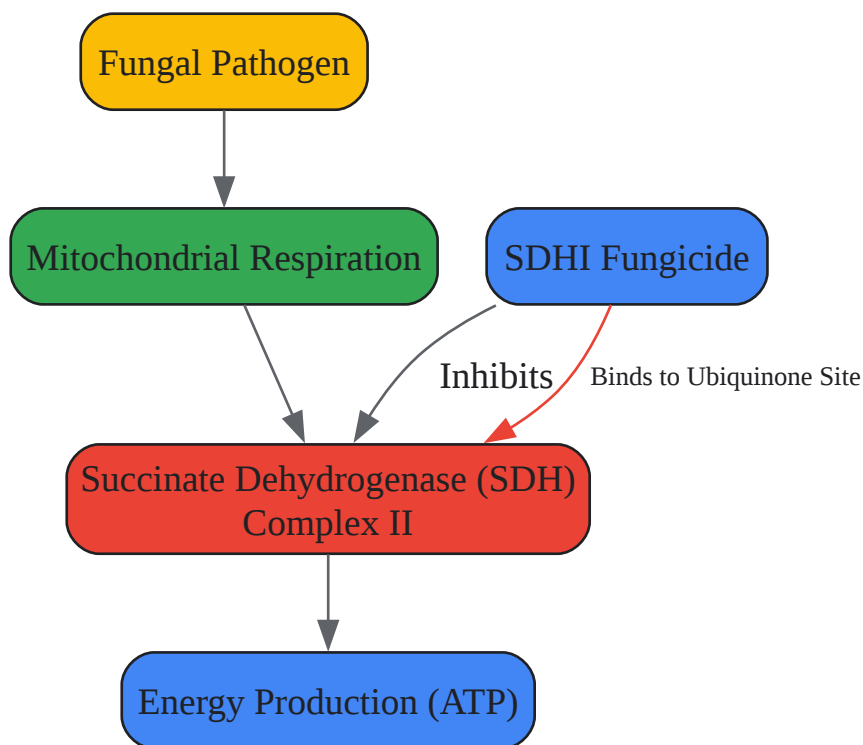 Fungal Pathogen
Mitochondrial Respiration
SDHI Fungicide
Inhibits
Binds to Ubiquinone Site
Succinate Dehydrogenase (SDH)
Complex II
Energy Production (ATP)